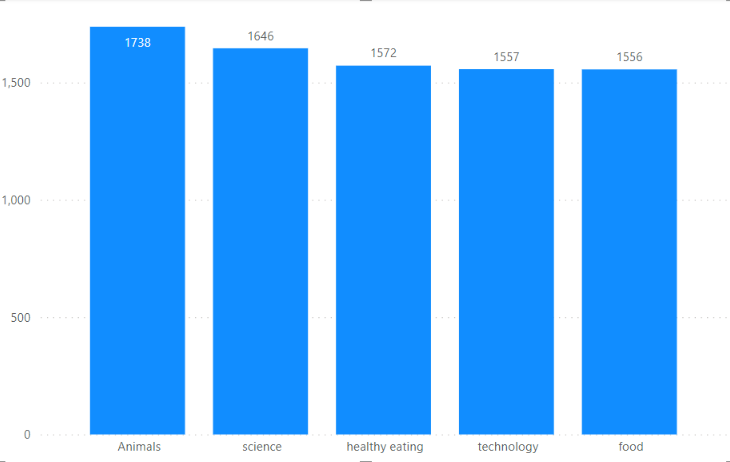 1738
1646
1572
1557
1556
1,500
1,000
500
0
Animals
science
healthy eating
technology
food